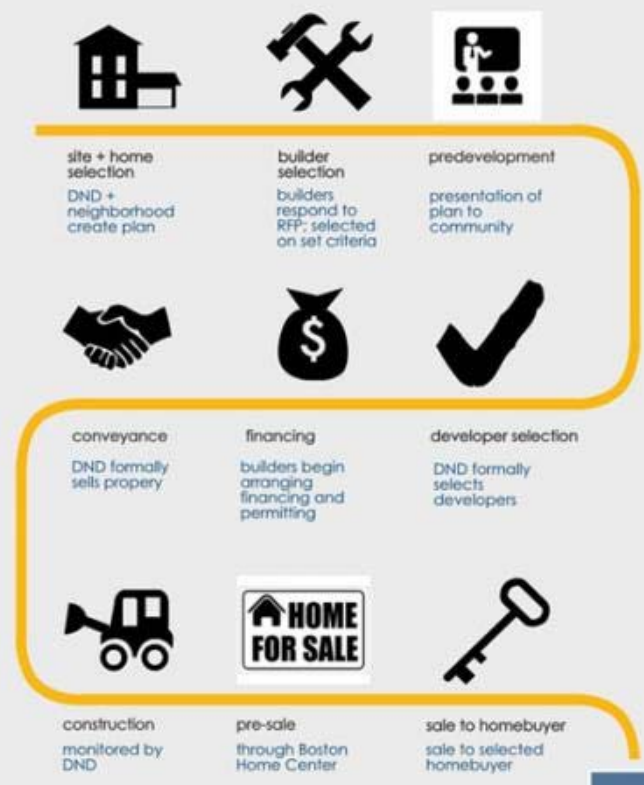 site + home
selection
DND +
neighborhood
create plan
builder
selection
builders
respond to
RFP; selected
on set criteria
predevelopment
presentation of
plan to
community
$
conveyance
DND formally
sells propery
financing
builders begin
arranging
financing and
permitting
developer selection
DND formally
selects
developers
HOME
FOR SALE
construction
monitored by
DND
pre-sale
through Boston
Home Center
sale to homebuyer
sale to selected
homebuyer